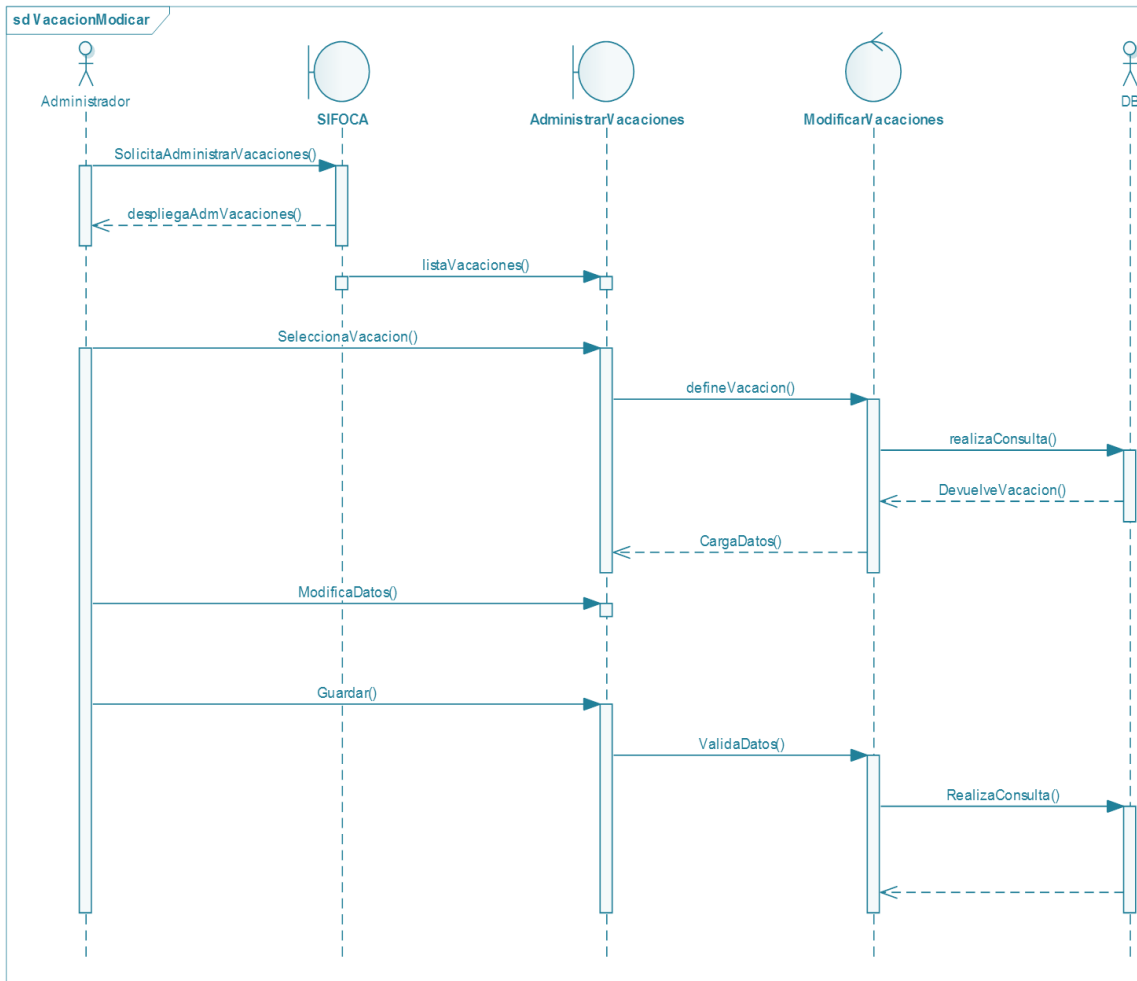 sd VacacionModicar
Administrador
SIFOCA
AdministrarVacaciones
ModificarVacaciones
DB
SolicitaAdministrarVacaciones()
despliegaAdmVacaciones()
listaVacaciones()
SeleccionaVacacion()
defineVacacion()
realizaConsulta()
DevuelveVacacion()
CargaDatos()
ModificaDatos()
Guardar()
ValidaDatos()
RealizaConsulta()